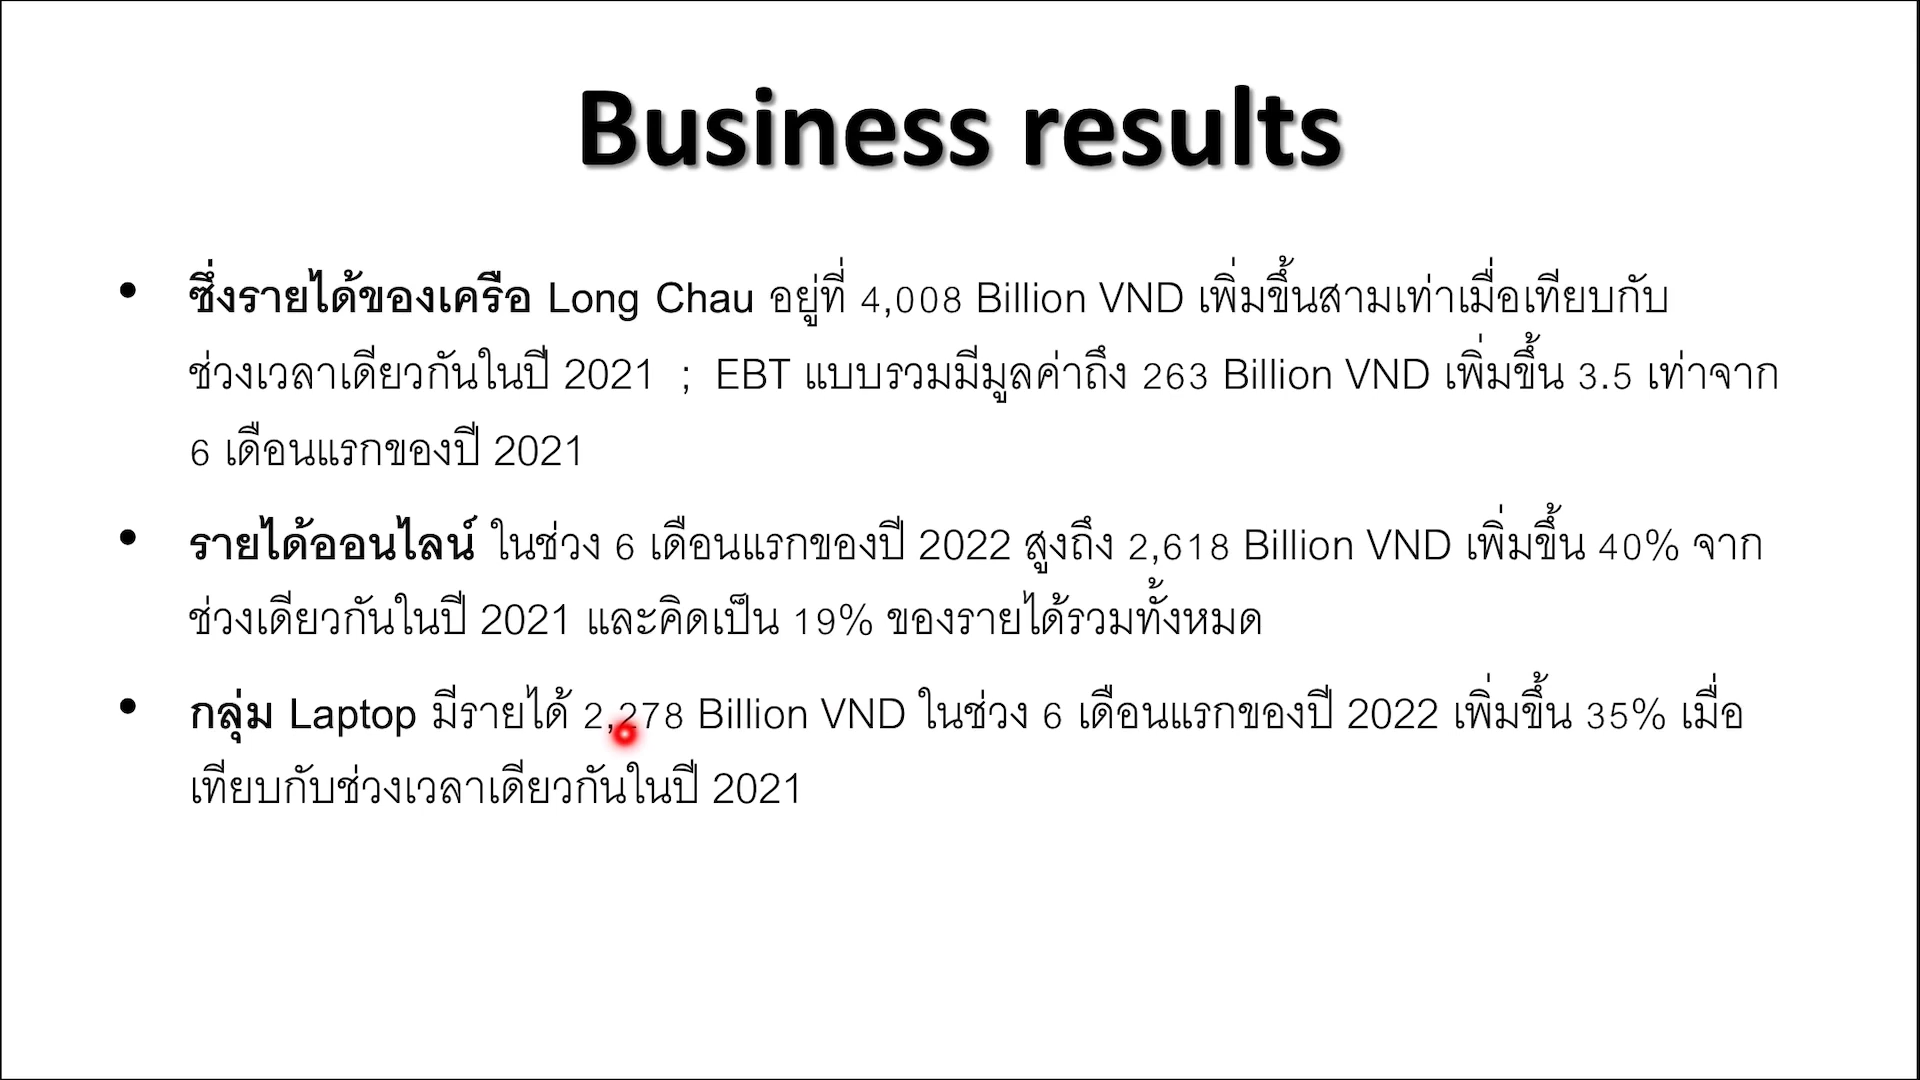 Business results
• ซึ่งรายได้ของเครือ Long Chau อยู่ที่ 4,008 Billion VND เพิ่มขึ้นสามเท่าเมื่อเทียบกับ
ช่วงเวลาเดียวกันในปี 2021 ; EBT แบบรวมมีมูลค่าถึง 263 Billion VND เพิ่มขึ้น 3.5 เท่าจาก
6 เดือนแรกของปี 2021
• รายได้ออนไลน์ ในช่วง 6 เดือนแรกของปี 2022 สูงถึง 2,618 Billion VND เพิ่มขึ้น 40% จาก
ช่วงเดียวกันในปี 2021 และคิดเป็น 19% ของรายได้รวมทั้งหมด
• กลุ่ม Laptop มีรายได้ 2,278 Billion VND ในช่วง 6 เดือนแรกของปี 2022 เพิ่มขึ้น 35% เมื่อ
เทียบกับช่วงเวลาเดียวกันในปี 2021